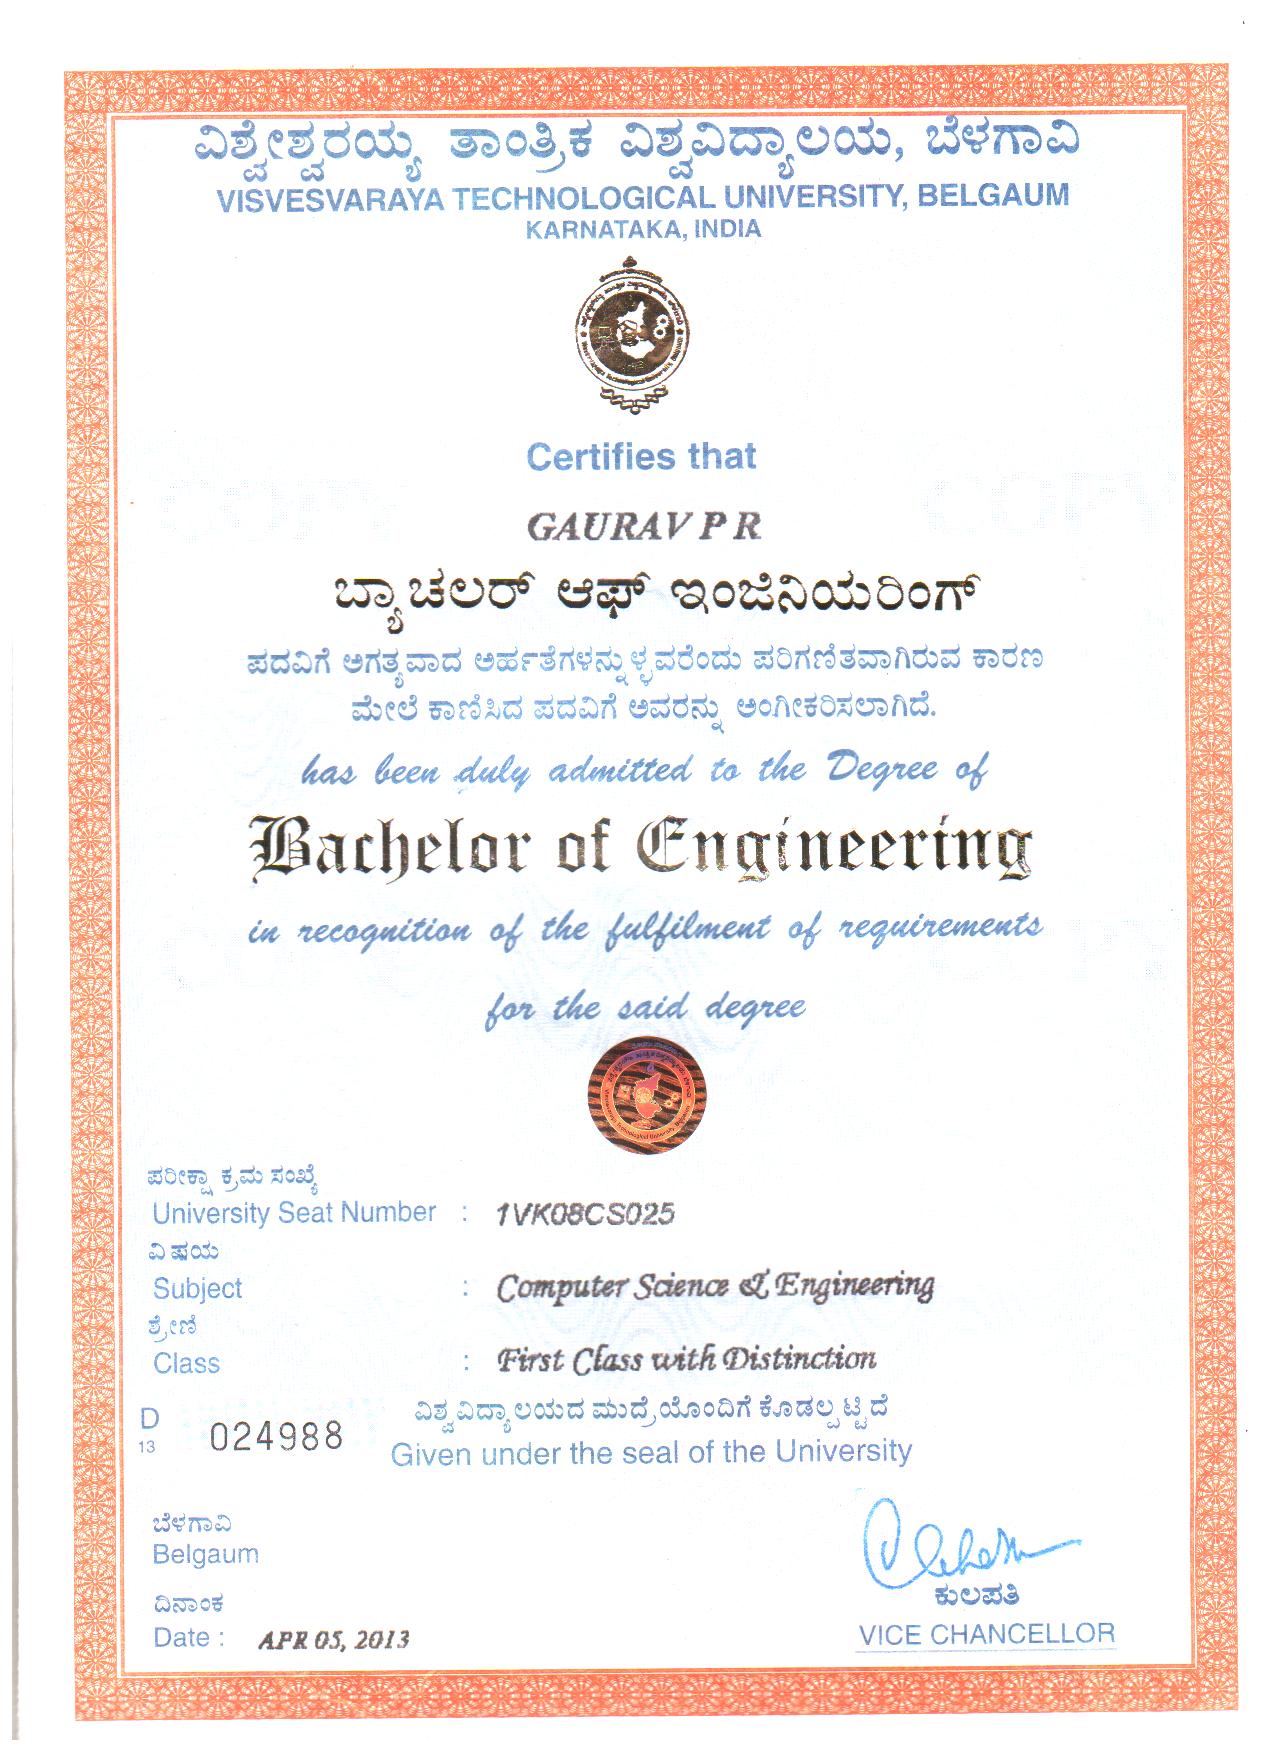 ವಿಶ್ವೇಶ್ವರಯ್ಯ ತಾಂತ್ರಿಕ ವಿಶ್ವವಿದ್ಯಾಲಯ, ಬೆಳಗಾವಿ
VISVESVARAYA TECHNOLOGICAL UNIVERSITY, BELGAUM
KARNATAKA, INDIA
Certifies that
COPY COPY
GAURAV P R
ಬ್ಯಾಚಲರ್ ಆಫ್ ಇಂಜಿನಿಯರಿಂಗ್
ಪದವಿಗೆ ಅಗತ್ಯವಾದ ಅರ್ಹತೆಗಳನ್ನುಳ್ಳವರೆಂದು ಪರಿಗಣಿತವಾಗಿರುವ ಕಾರಣ
ಮೇಲೆ ಕಾಣಿಸಿದ ಪದವಿಗೆ ಅವರನ್ನು ಅಂಗೀಕರಿಸಲಾಗಿದೆ.
has been duly admitted to the Degree of
Bachelor of Engineering
in recognition of the fulfilment of requirements
for the said degree
ಪರೀಕ್ಷಾ ಕ್ರಮ ಸಂಖ್ಯೆ
University Seat Number : 1VK08CS025
ವಿಷಯ
Subject : Computer Science & Engineering
ಶ್ರೇಣಿ
Class : First Class with Distinction
ವಿಶ್ವವಿದ್ಯಾಲಯದ ಮುದ್ರೆಯೊಂದಿಗೆ ಕೊಡಲ್ಪಟ್ಟಿದೆ
D 13 024988
Given under the seal of the University
ಬೆಳಗಾವಿ
Belgaum
ಕುಲಪತಿ
ದಿನಾಂಕ
Date : APR 05, 2013
VICE CHANCELLOR